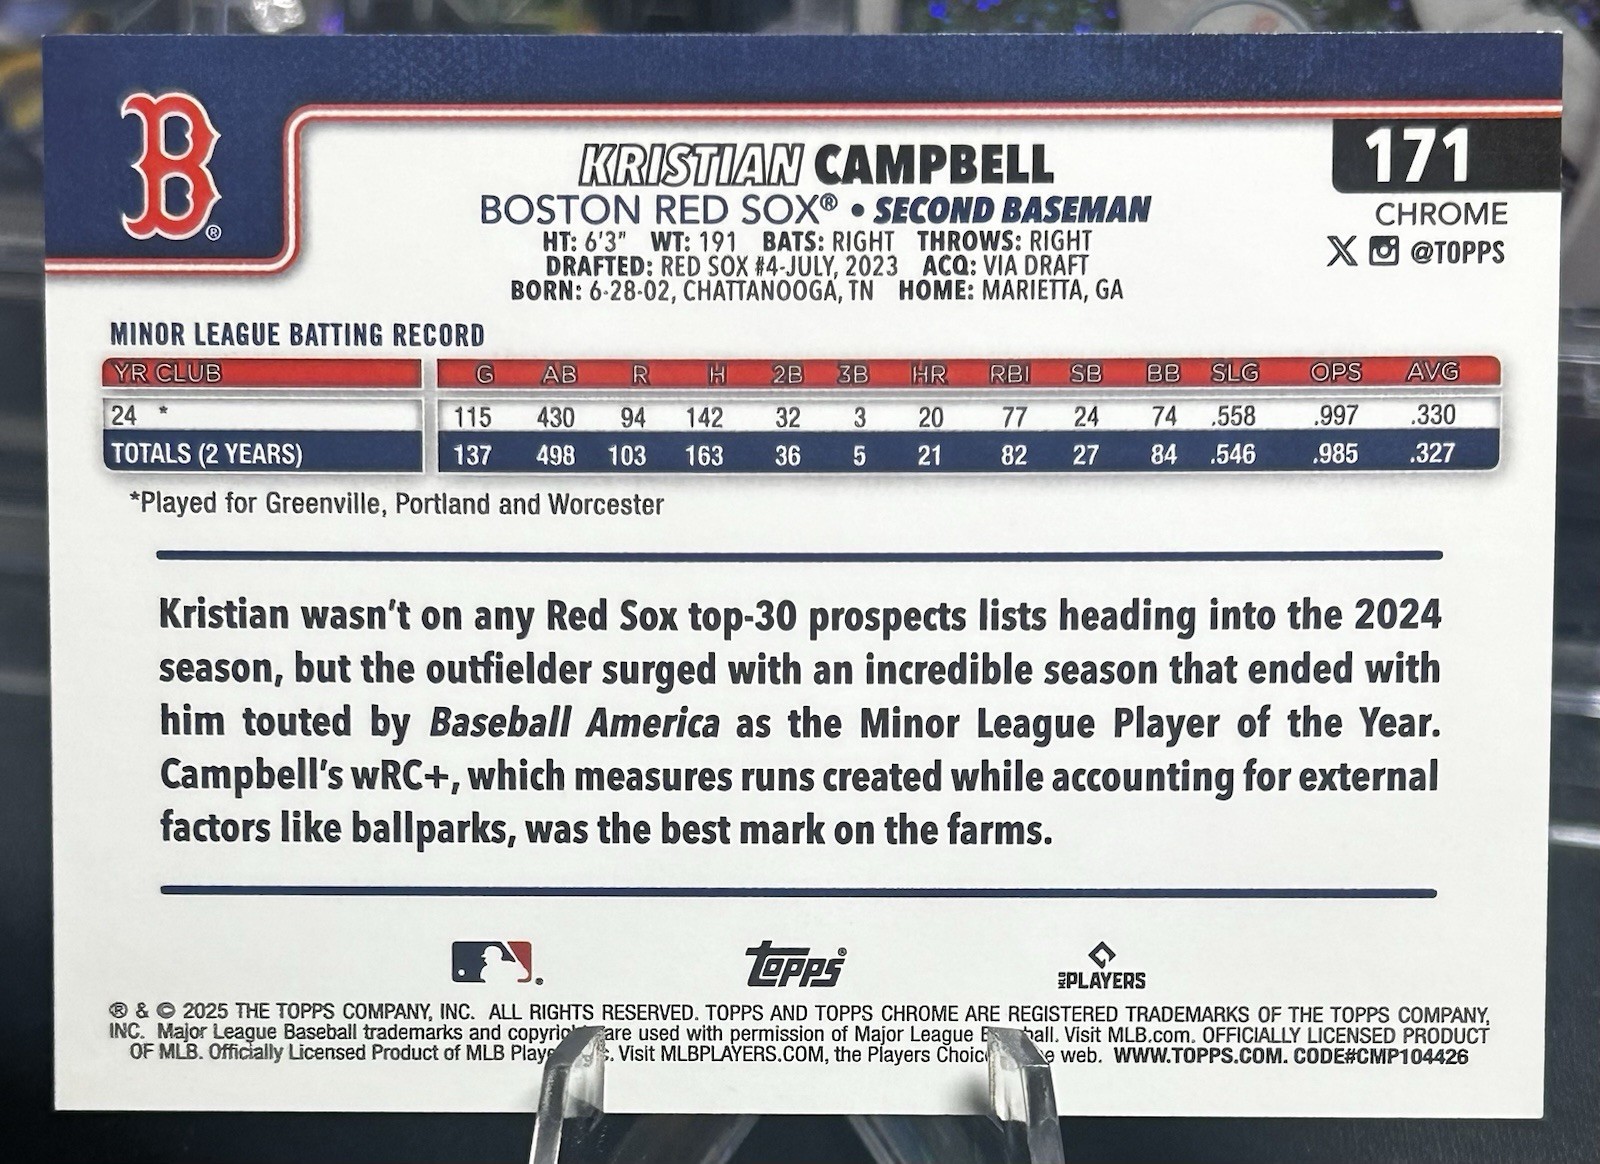 B®
KRISTIAN CAMPBELL
171
BOSTON RED SOX® • SECOND BASEMAN
CHROME
HT: 6'3" WT: 191 BATS: RIGHT THROWS: RIGHT
@TOPPS
DRAFTED: RED SOX #4-JULY, 2023 ACQ: VIA DRAFT
BORN: 6-28-02, CHATTANOOGA, TN HOME: MARIETTA, GA
MINOR LEAGUE BATTING RECORD
YR CLUB G AB R H 2B 3B HR RBI SB BB SLG OPS AVG
24 * 115 430 94 142 32 3 20 77 24 74 .558 .997 .330
TOTALS (2 YEARS) 137 498 103 163 36 5 21 82 27 84 .546 .985 .327
*Played for Greenville, Portland and Worcester
Kristian wasn't on any Red Sox top-30 prospects lists heading into the 2024
season, but the outfielder surged with an incredible season that ended with
him touted by Baseball America as the Minor League Player of the Year.
Campbell's wRC+, which measures runs created while accounting for external
factors like ballparks, was the best mark on the farms.
Topps® MLB PLAYERS
® & © 2025 THE TOPPS COMPANY, INC. ALL RIGHTS RESERVED. TOPPS AND TOPPS CHROME ARE REGISTERED TRADEMARKS OF THE TOPPS COMPANY,
INC. Major League Baseball trademarks and are used with permission of Major League Visit MLB.com. OFFICIALLY LICENSED PRODUCT
OF MLB. Officially Licensed Product of MLB Visit MLBPLAYERS.COM, the Players web. WWW.TOPPS.COM. CODE#CMP104426